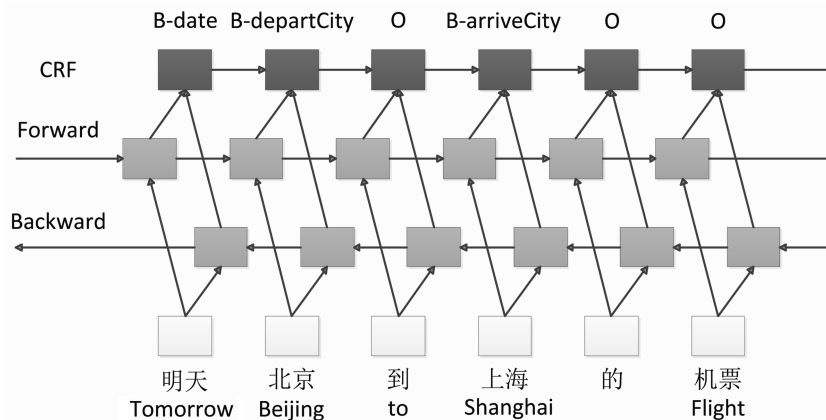 B-date B-departCity O B-arriveCity O O
CRF
Forward
Backward
明天 北京 到 上海 的 机票
Tomorrow Beijing to Shanghai Flight